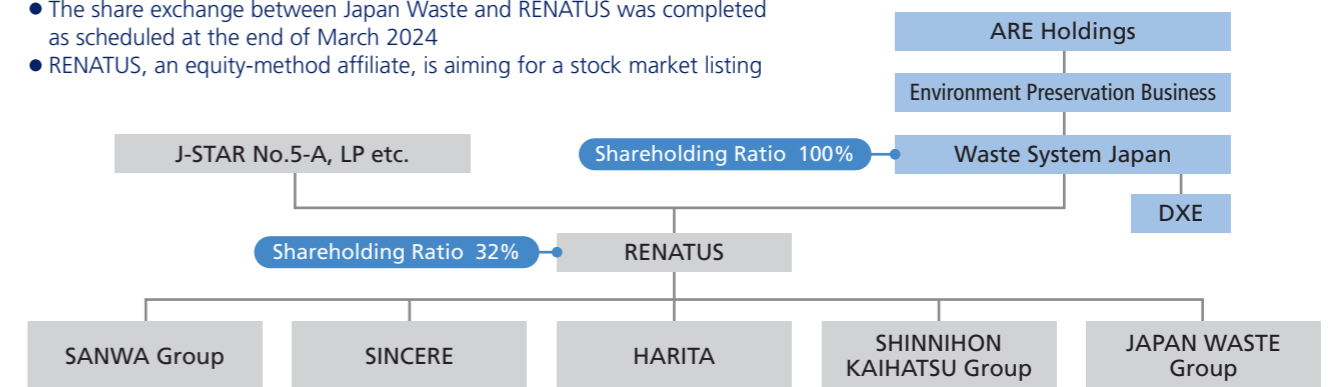 ● The share exchange between Japan Waste and RENATUS was completed
as scheduled at the end of March 2024
● RENATUS, an equity-method affiliate, is aiming for a stock market listing
ARE Holdings
Environment Preservation Business
J-STAR No.5-A, LP etc.
Shareholding Ratio 100%
Waste System Japan
DXE
Shareholding Ratio 32%
RENATUS
SANWA Group
SINCERE
HARITA
SHINNIHON
KAIHATSU Group
JAPAN WASTE
Group